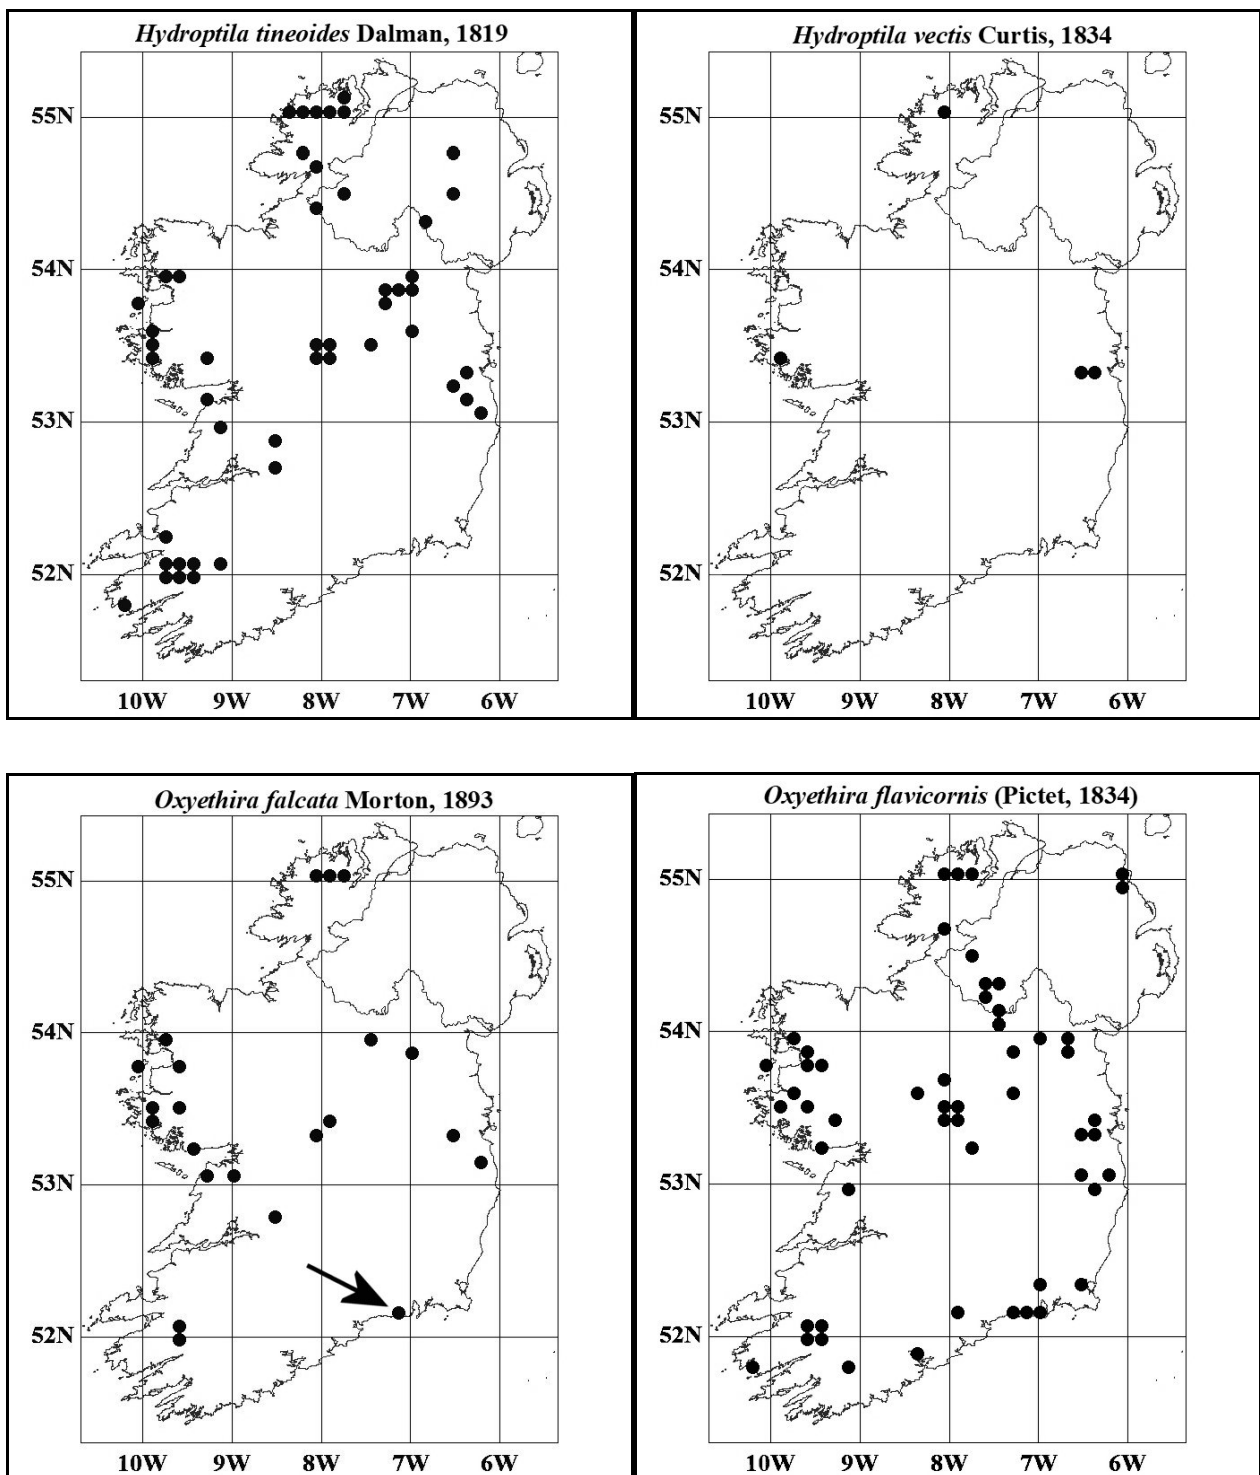 Hydroptila tineoides Dalman, 1819
55N
54N
53N
52N
10W 9W 8W 7W 6W
Hydroptila vectis Curtis, 1834
55N
54N
53N
52N
10W 9W 8W 7W 6W
Oxyethira falcata Morton, 1893
55N
54N
53N
52N
10W 9W 8W 7W 6W
Oxyethira flavicornis (Pictet, 1834)
55N
54N
53N
52N
10W 9W 8W 7W 6W